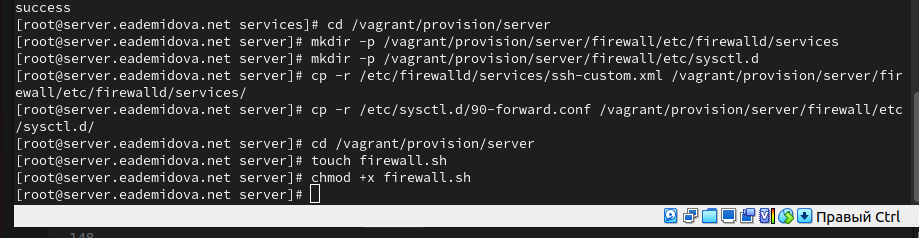 success
[root@server.eademidova.net services]# cd /vagrant/provision/server
[root@server.eademidova.net server]# mkdir -p /vagrant/provision/server/firewall/etc/firewalld/services
[root@server.eademidova.net server]# mkdir -p /vagrant/provision/server/firewall/etc/sysctl.d
[root@server.eademidova.net server]# cp -r /etc/firewalld/services/ssh-custom.xml /vagrant/provision/server/fir
ewall/etc/firewalld/services/
[root@server.eademidova.net server]# cp -r /etc/sysctl.d/90-forward.conf /vagrant/provision/server/firewall/etc
/sysctl.d/
[root@server.eademidova.net server]# cd /vagrant/provision/server
[root@server.eademidova.net server]# touch firewall.sh
[root@server.eademidova.net server]# chmod +x firewall.sh
[root@server.eademidova.net server]#
Правый Ctrl